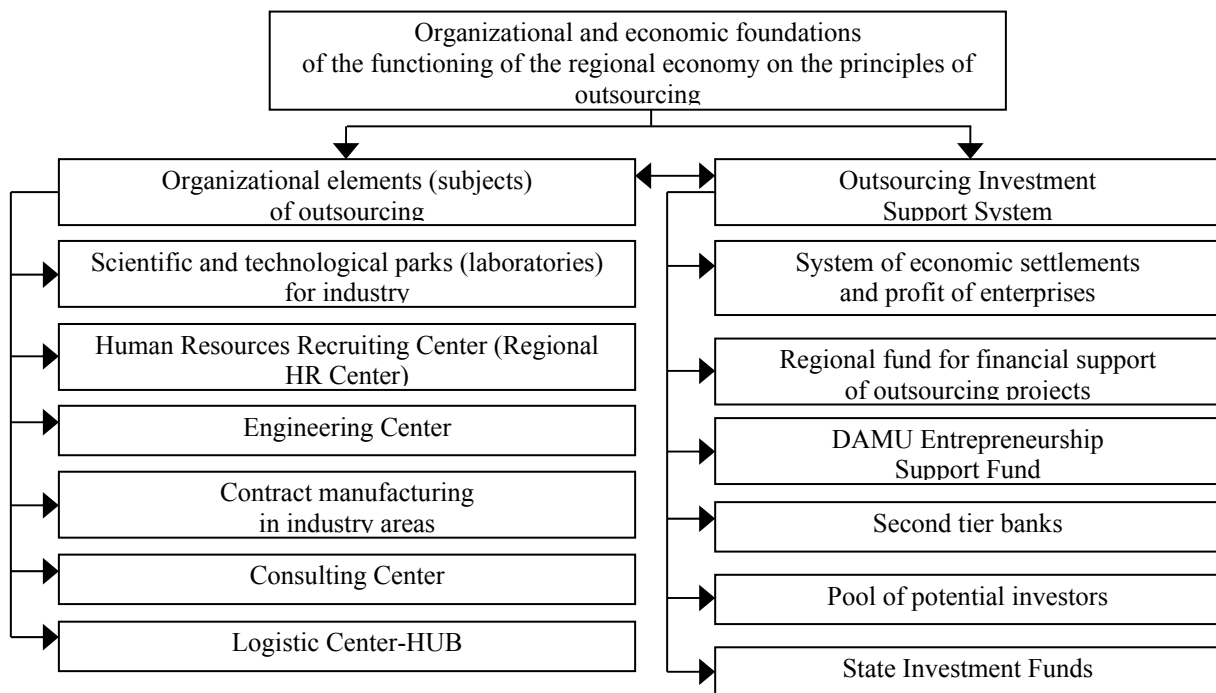 Organizational and economic foundations
of the functioning of the regional economy on the principles of
outsourcing
Organizational elements (subjects)
of outsourcing
Scientific and technological parks (laboratories)
for industry
Human Resources Recruiting Center (Regional
HR Center)
Engineering Center
Contract manufacturing
in industry areas
Consulting Center
Logistic Center-HUB
Outsourcing Investment
Support System
System of economic settlements
and profit of enterprises
Regional fund for financial support
of outsourcing projects
DAMU Entrepreneurship
Support Fund
Second tier banks
Pool of potential investors
State Investment Funds